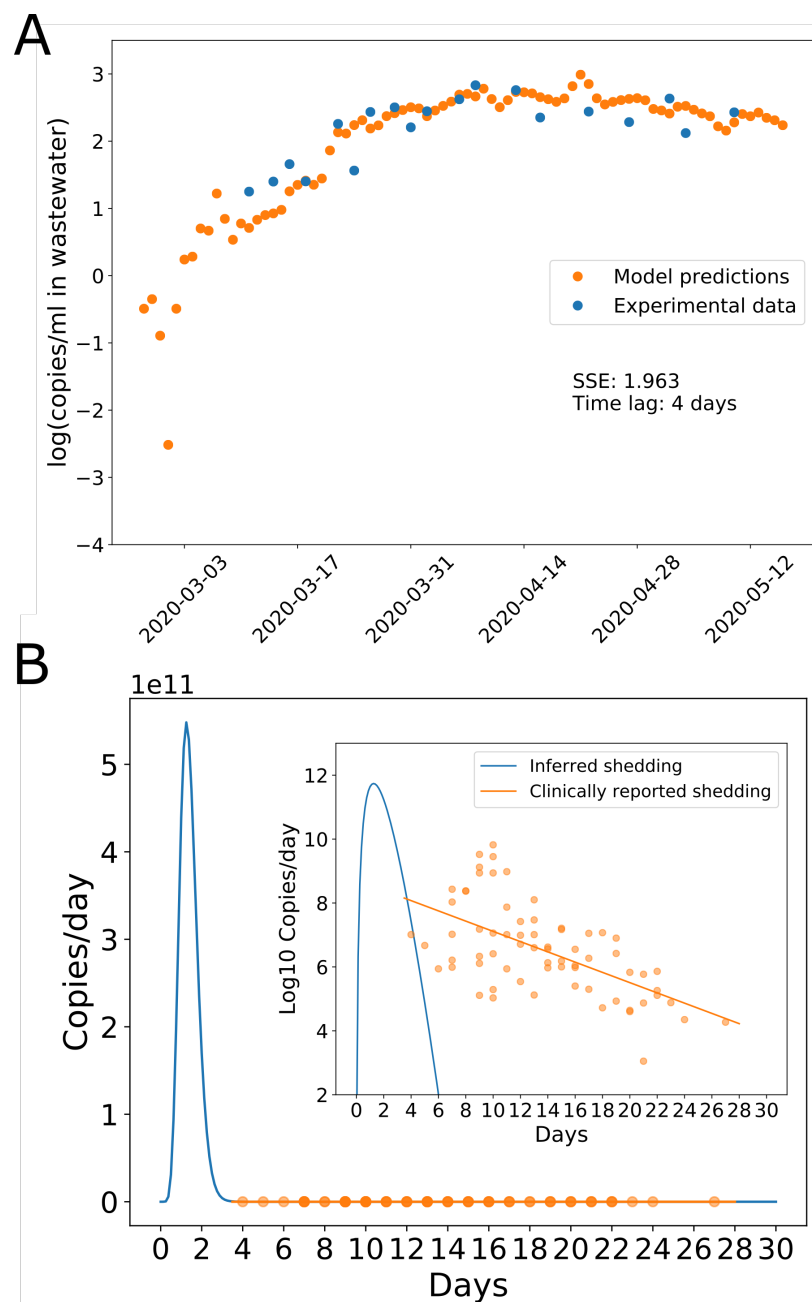 A
log(copies/ml in wastewater)
3
2
1
0
−1
−2
−3
−4
Model predictions
Experimental data
SSE: 1.963
Time lag: 4 days
2020-03-03
2020-03-17
2020-03-31
2020-04-14
2020-04-28
2020-05-12
B
1e11
Copies/day
5
4
3
2
1
0
Inferred shedding
Clinically reported shedding
Log10 Copies/day
12
10
8
6
4
2
0 2 4 6 8 10 12 14 16 18 20 22 24 26 28 30
Days
0 2 4 6 8 10 12 14 16 18 20 22 24 26 28 30
Days